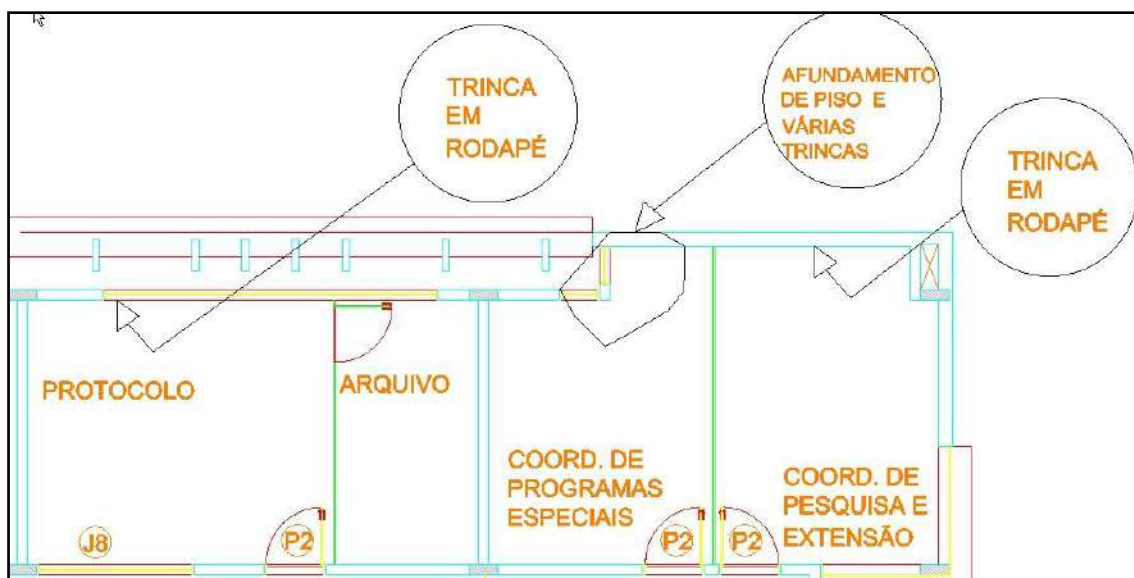 TRINCA
EM
RODAPÉ
AFUNDAMENTO
DE PISO E
VÁRIAS
TRINCAS
TRINCA
EM
RODAPÉ
PROTOCOLO
ARQUIVO
COORD. DE
PROGRAMAS
ESPECIAIS
COORD. DE
PESQUISA E
EXTENSÃO
J8
P2
P2
P2